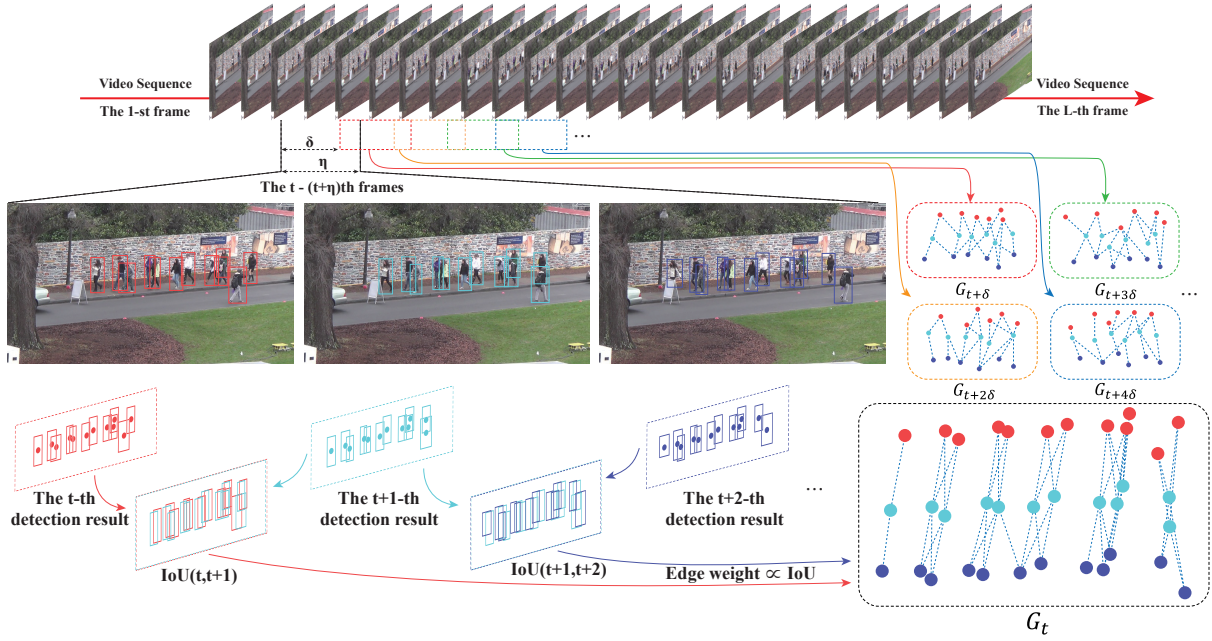 Video Sequence
The 1-st frame
Video Sequence
The L-th frame
...
δ
η
The t - (t+η)th frames
G_{t+δ}
G_{t+3δ}
...
G_{t+2δ}
G_{t+4δ}
The t-th
detection result
The t+1-th
detection result
The t+2-th
detection result
...
IoU(t,t+1)
IoU(t+1,t+2)
Edge weight ∝ IoU
G_t